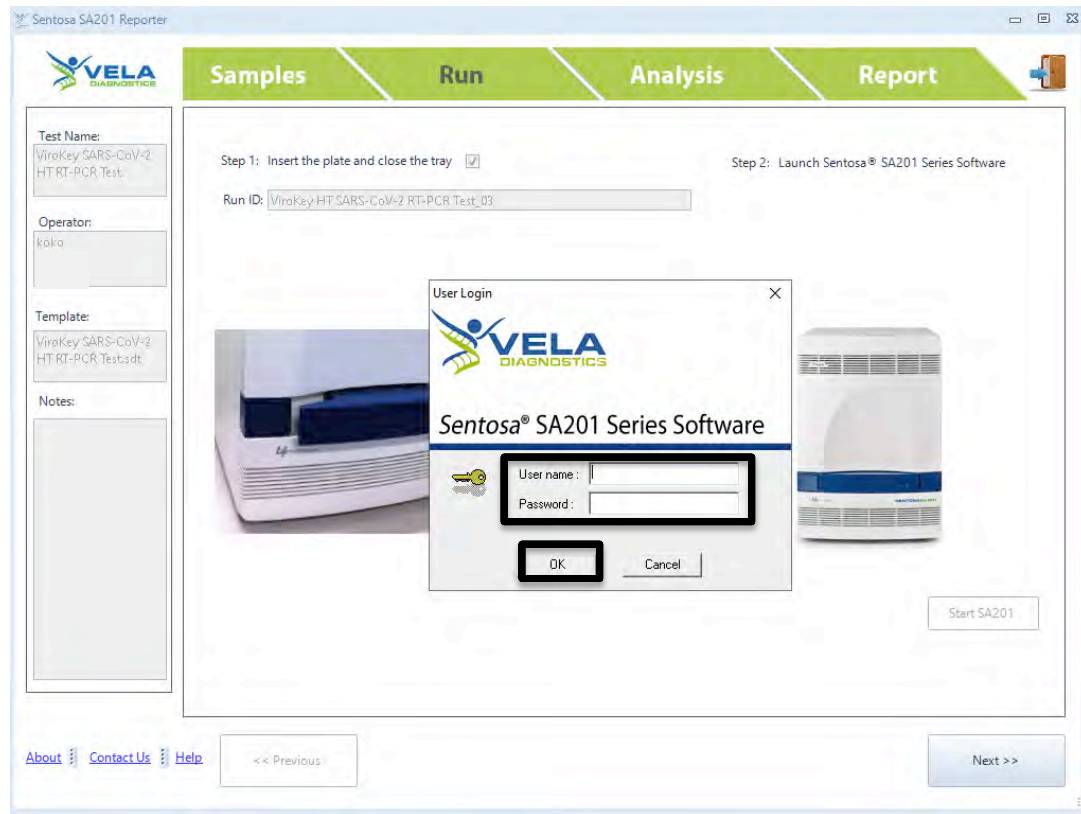 Sentosa SA201 Reporter
VELA
DIAGNOSTICS
Samples
Run
Analysis
Report
Test Name:
ViroKey SARS-CoV-2
HT RT-PCR Test
Operator:
koko
Template:
ViroKey SARS-CoV-2
HT RT-PCR Test.sdt
Notes:
Step 1: Insert the plate and close the tray
Step 2: Launch Sentosa® SA201 Series Software
Run ID: ViroKey HT SARS-CoV-2 RT-PCR Test_03
User Login
VELA
DIAGNOSTICS
Sentosa® SA201 Series Software
User name :
Password :
OK
Cancel
Start SA201
About
Contact Us
Help
<< Previous
Next >>